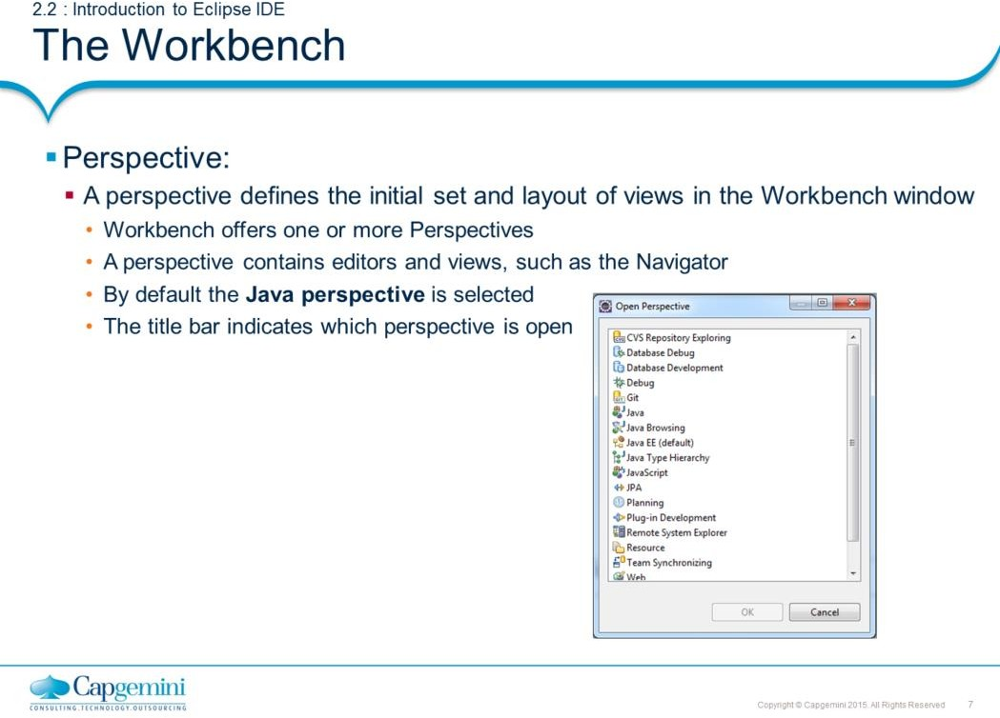 2.2 : Introduction to Eclipse IDE
The Workbench
Perspective:
A perspective defines the initial set and layout of views in the Workbench window
Workbench offers one or more Perspectives
A perspective contains editors and views, such as the Navigator
By default the Java perspective is selected
The title bar indicates which perspective is open
Open Perspective
CVS Repository Exploring
Database Debug
Database Development
Debug
Git
Java
Java Browsing
Java EE (default)
Java Type Hierarchy
JavaScript
JPA
Planning
Plug-in Development
Remote System Explorer
Resource
Team Synchronizing
Web
OK
Cancel
Capgemini
CONSULTING.TECHNOLOGY.OUTSOURCING
Copyright © Capgemini 2015. All Rights Reserved
7